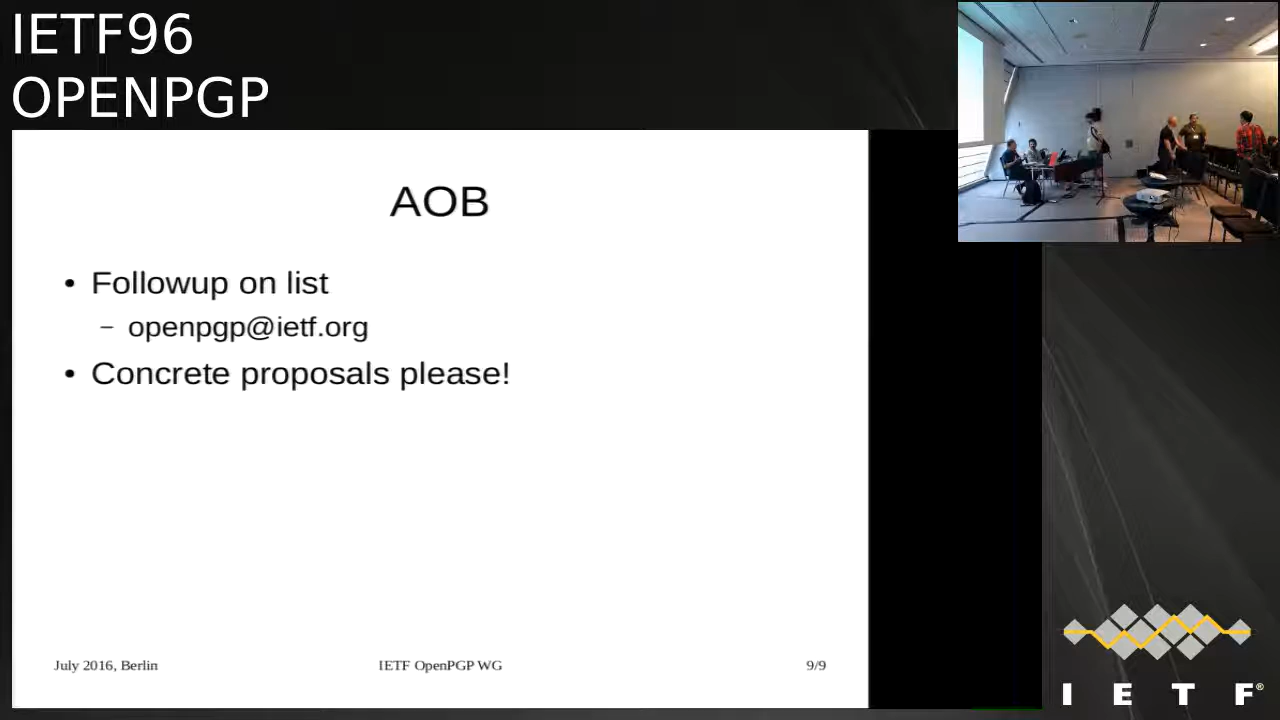 IETF96
OPENPGP
AOB
• Followup on list
– openpgp@ietf.org
• Concrete proposals please!
July 2016, Berlin
IETF OpenPGP WG
9/9
I E T F®